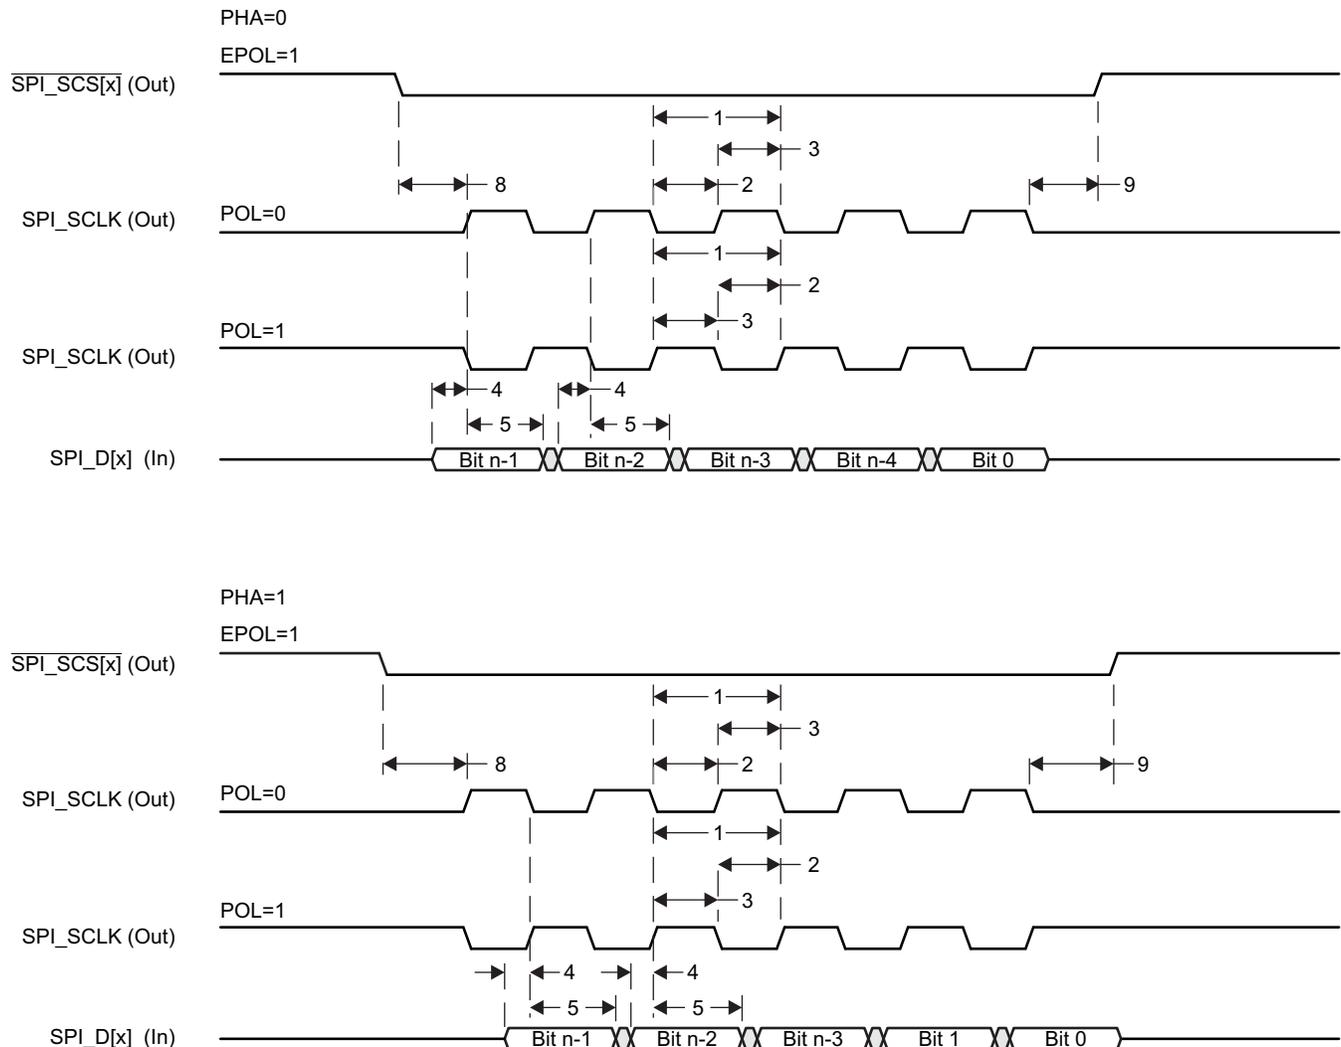 PHA=0
EPOL=1
SPI_SCS[x] (Out)
1
3
8
2
9
SPI_SCLK (Out)
POL=0
1
2
3
POL=1
SPI_SCLK (Out)
4
4
5
5
SPI_D[x] (In)
Bit n-1
Bit n-2
Bit n-3
Bit n-4
Bit 0
PHA=1
EPOL=1
SPI_SCS[x] (Out)
1
3
8
2
9
SPI_SCLK (Out)
POL=0
1
2
3
POL=1
SPI_SCLK (Out)
4
4
5
5
SPI_D[x] (In)
Bit n-1
Bit n-2
Bit n-3
Bit 1
Bit 0